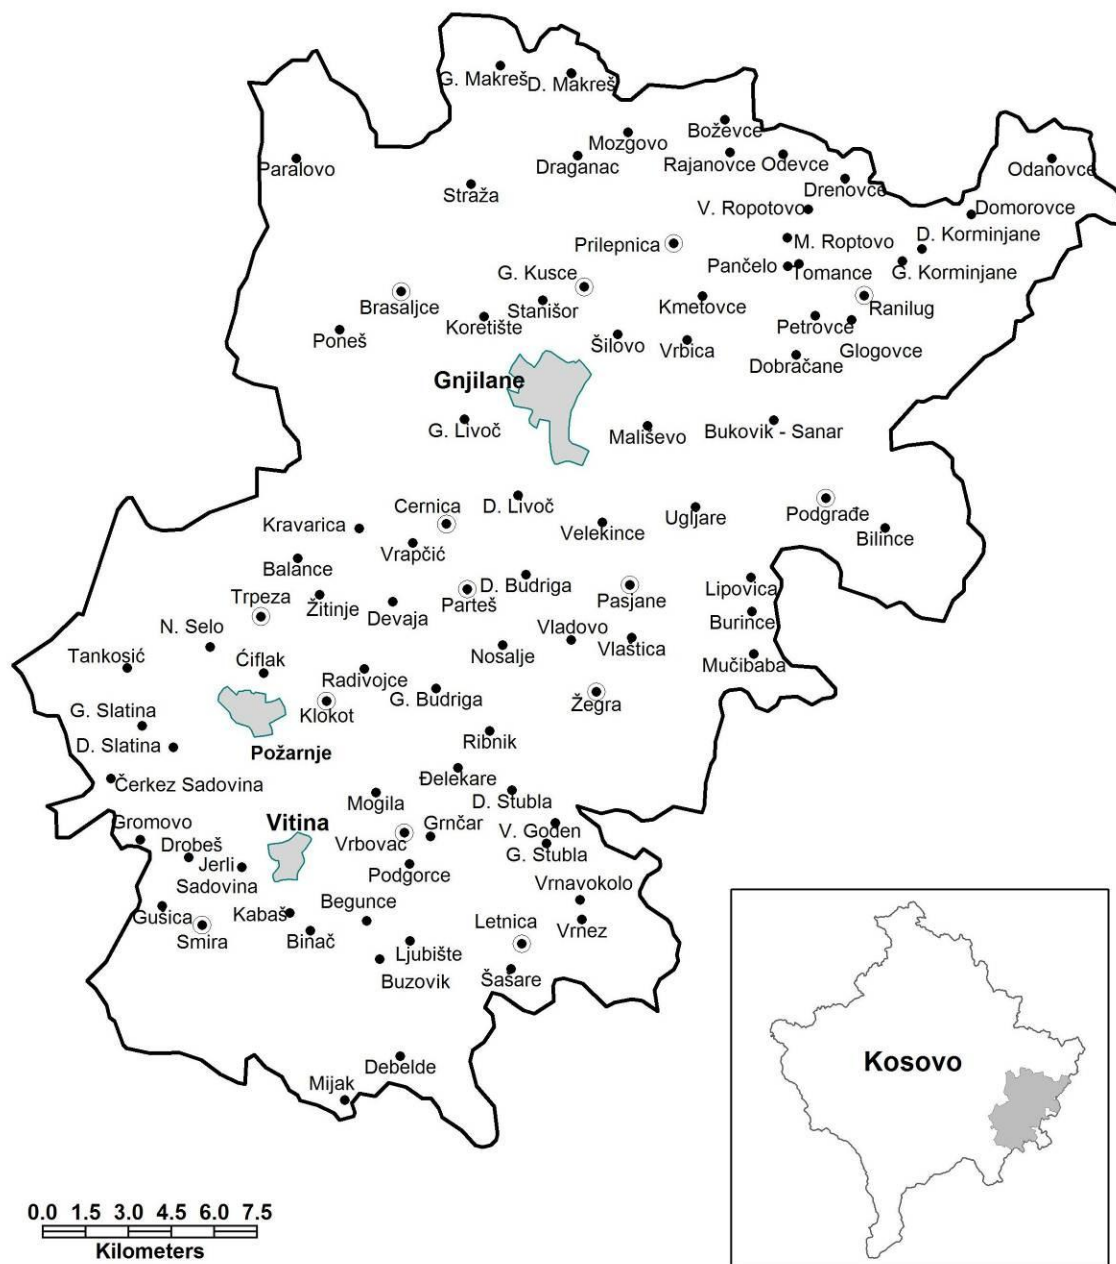 G. Makreš
D. Makreš
Mozgovo
Boževce
Paralovo
Draganac
Rajanovce
Odevce
Odanovce
Straža
Drenovce
V. Ropotovo
Domorovce
Prilepnica
M. Roptovo
D. Korminjane
Pančelo
Tomance
G. Korminjane
G. Kusce
Brasaljce
Stanišor
Kmetovce
Ranilug
Koretište
Petrovce
Poneš
Šilovo
Vrbica
Glogovce
Dobračane
Gnjilane
G. Livoč
Mališevo
Bukovik - Sanar
Cernica
D. Livoč
Ugljare
Podgrađe
Kravarica
Velekince
Bilince
Vrapčić
Balance
D. Budriga
Lipovica
Trpeza
Žitinje
Devaja
Parteš
Pasjane
Burince
N. Selo
Vladovo
Vlaštica
Tankosić
Ćiflak
Nosalje
Mučibaba
Radivojce
G. Budriga
Žegra
G. Slatina
Klokot
D. Slatina
Požarnje
Ribnik
Čerkez Sadovina
Đelekare
Mogila
D. Stubla
Gromovo
Vitina
Grnčar
V. Goden
Drobeš
Vrbovac
G. Stubla
Jerli
Sadovina
Podgorce
Vrnavokolo
Gušica
Kabaš
Begunce
Letnica
Vrnez
Smira
Binač
Ljubište
Buzovik
Šašare
Debelde
Mijak
Kosovo
0.0 1.5 3.0 4.5 6.0 7.5
Kilometers